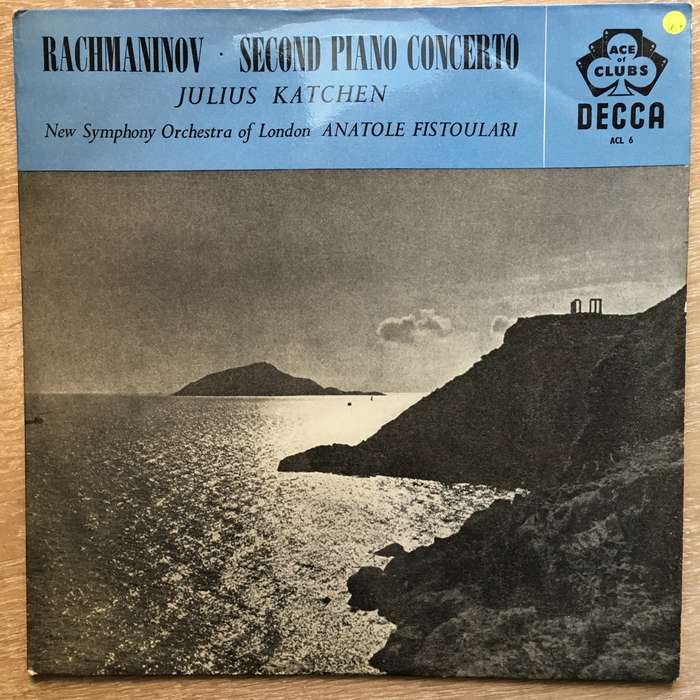 RACHMANINOV · SECOND PIANO CONCERTO
JULIUS KATCHEN
New Symphony Orchestra of London ANATOLE FISTOULARI
ACE
of
CLUBS
DECCA
ACL 6